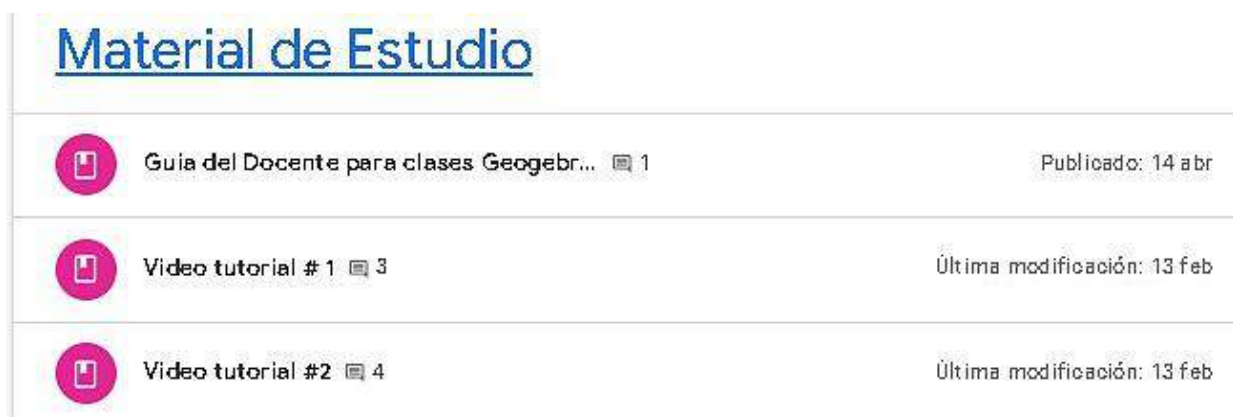 Material de Estudio
Guia del Docente para clases Geogebr... 1
Publicado: 14 abr
Video tutorial # 1 3
Última modificación: 13 feb
Video tutorial #2 4
Última modificación: 13 feb